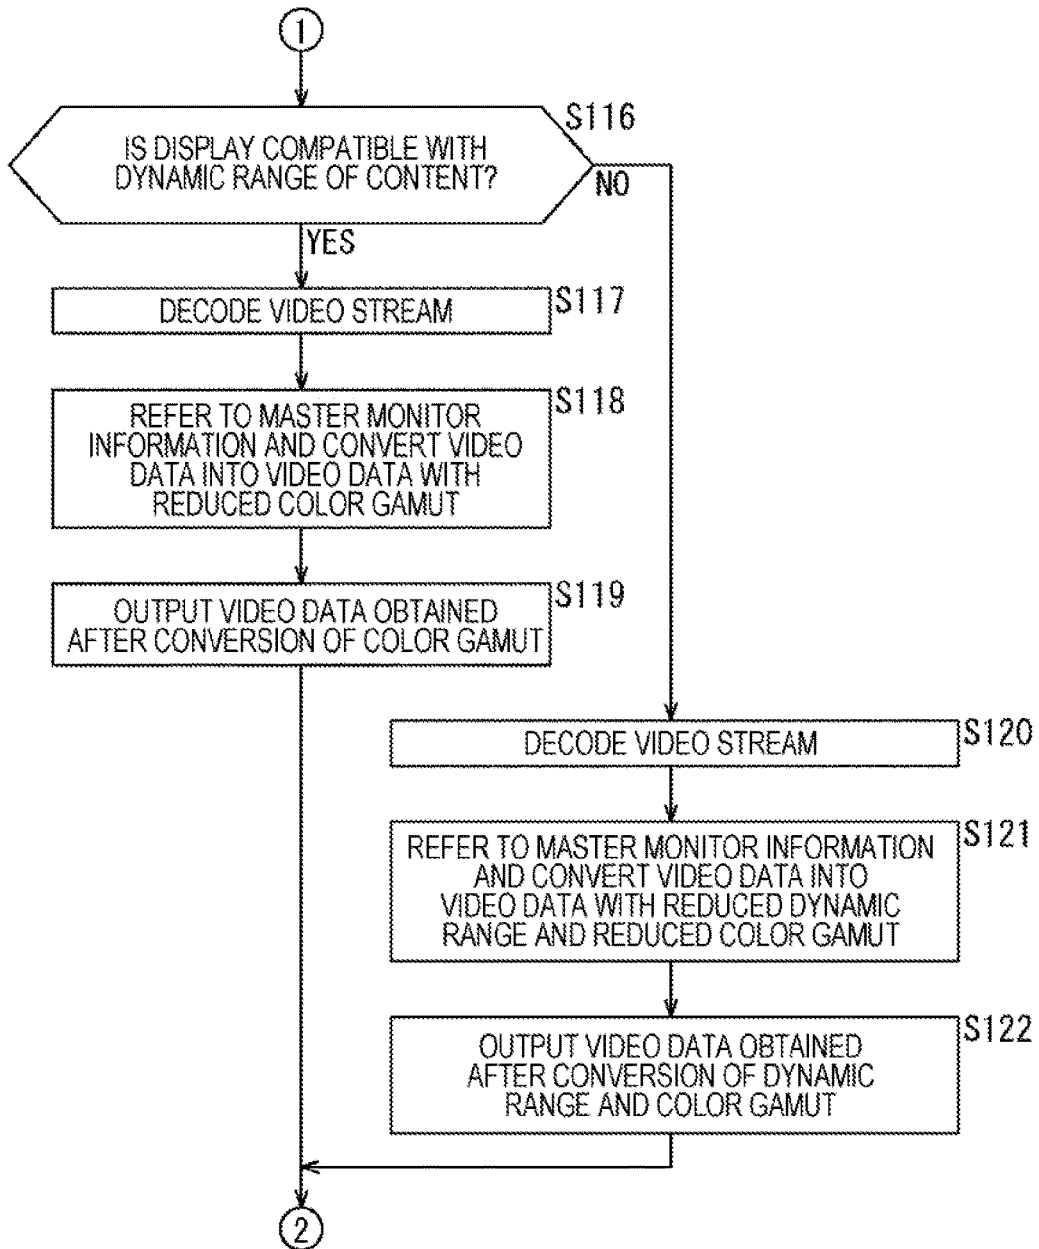 1
S116
IS DISPLAY COMPATIBLE WITH
DYNAMIC RANGE OF CONTENT?
NO
YES
S117
DECODE VIDEO STREAM
S118
REFER TO MASTER MONITOR
INFORMATION AND CONVERT VIDEO
DATA INTO VIDEO DATA WITH
REDUCED COLOR GAMUT
S119
OUTPUT VIDEO DATA OBTAINED
AFTER CONVERSION OF COLOR GAMUT
S120
DECODE VIDEO STREAM
S121
REFER TO MASTER MONITOR INFORMATION
AND CONVERT VIDEO DATA INTO
VIDEO DATA WITH REDUCED DYNAMIC
RANGE AND REDUCED COLOR GAMUT
S122
OUTPUT VIDEO DATA OBTAINED
AFTER CONVERSION OF DYNAMIC
RANGE AND COLOR GAMUT
2